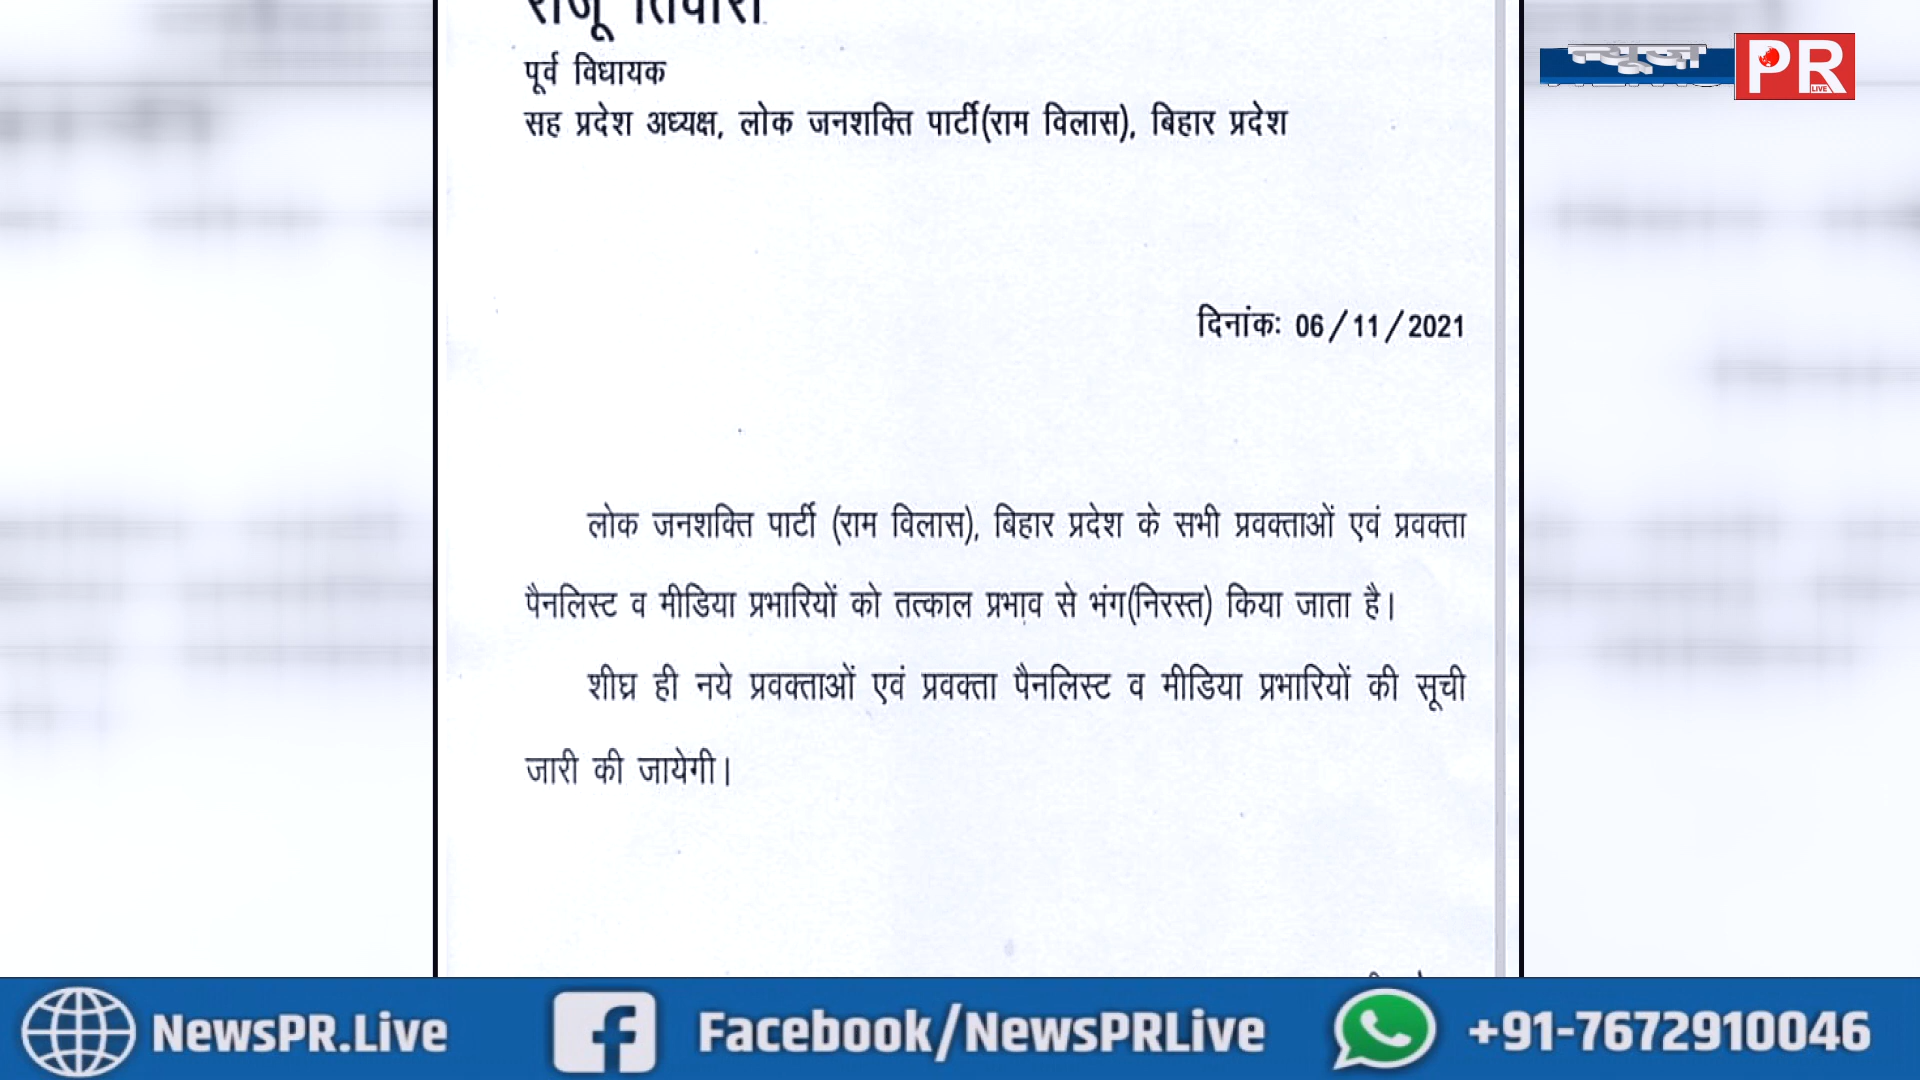 राजू तिवारी
पूर्व विधायक
सह प्रदेश अध्यक्ष, लोक जनशक्ति पार्टी(राम विलास), बिहार प्रदेश
न्यूज़ PR
LIVE
दिनांकः 06/11/2021
लोक जनशक्ति पार्टी (राम विलास), बिहार प्रदेश के सभी प्रवक्ताओं एवं प्रवक्ता
पैनलिस्ट व मीडिया प्रभारियों को तत्काल प्रभाव से भंग(निरस्त) किया जाता है।
शीघ्र ही नये प्रवक्ताओं एवं प्रवक्ता पैनलिस्ट व मीडिया प्रभारियों की सूची
जारी की जायेगी।
NewsPR.Live
Facebook/NewsPRLive
+91-7672910046